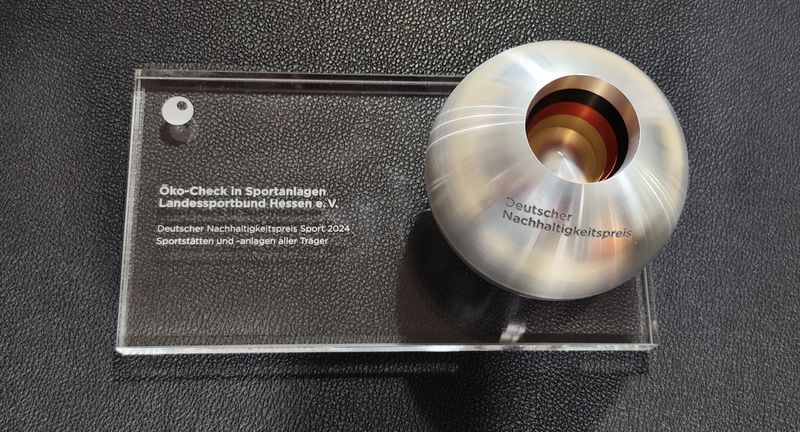 Öko-Check in Sportanlagen
Landessportbund Hessen e. V.
Deutscher Nachhaltigkeitspreis Sport 2024
Sportstätten und -anlagen aller Träger
Deutscher
Nachhaltigkeitspreis